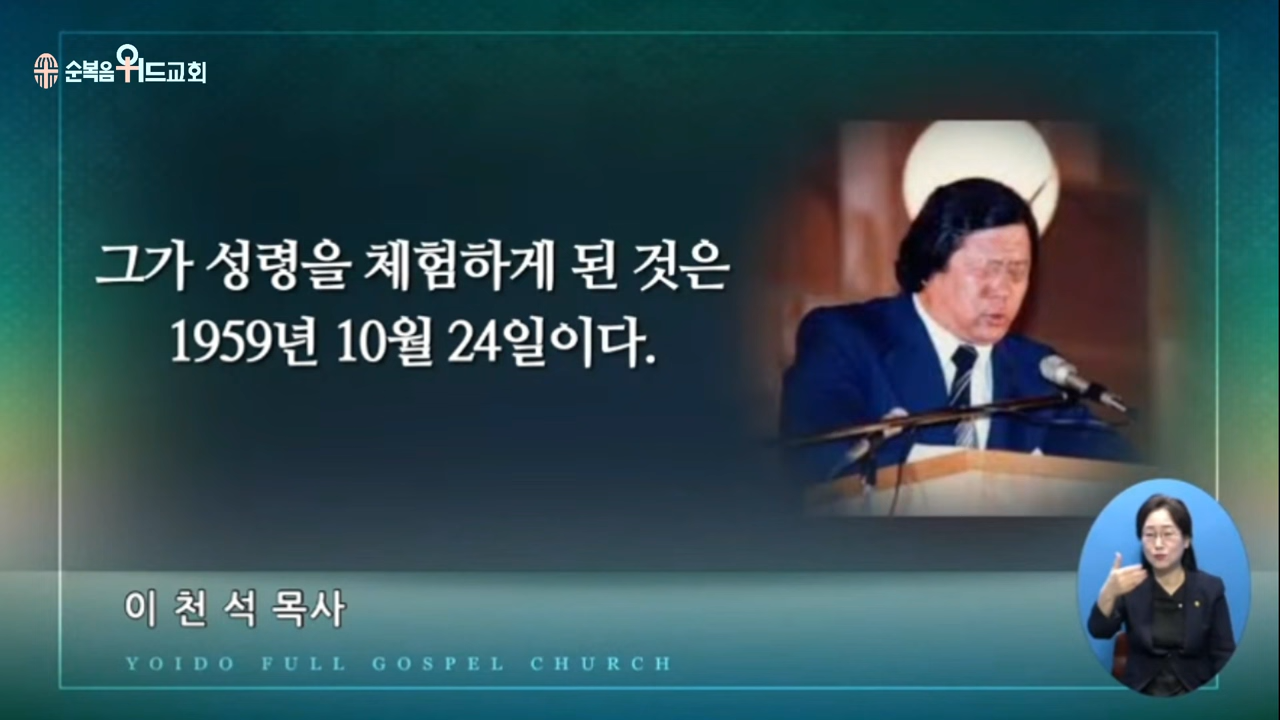 순복음워드교회
그가 성령을 체험하게 된 것은
1959년 10월 24일이다.
이 천 석 목사
YOIDO FULL GOSPEL CHURCH